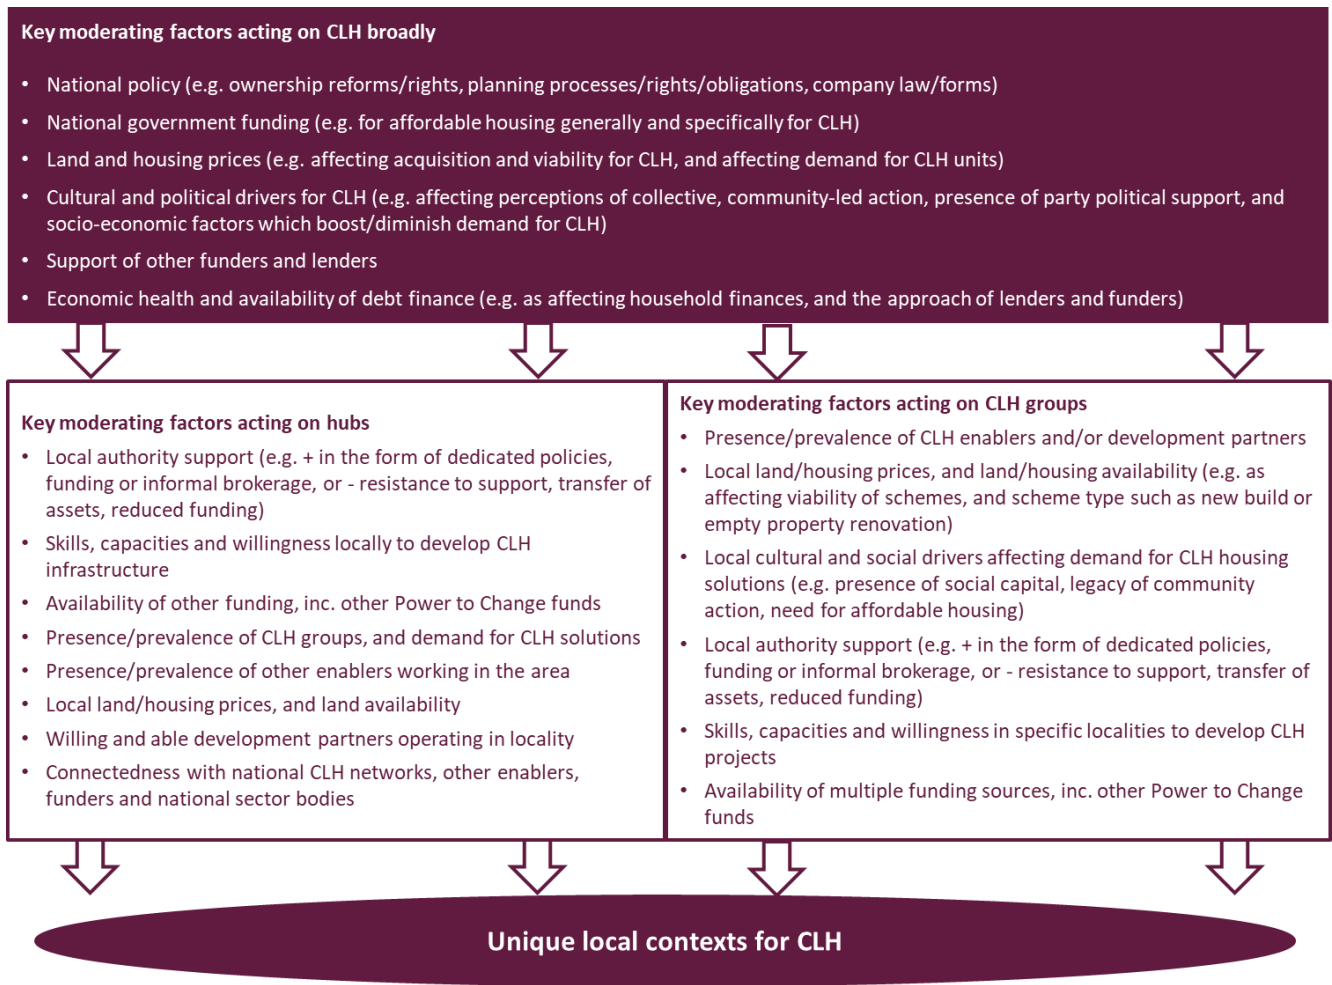 Key moderating factors acting on CLH broadly
• National policy (e.g. ownership reforms/rights, planning processes/rights/obligations, company law/forms)
• National government funding (e.g. for affordable housing generally and specifically for CLH)
• Land and housing prices (e.g. affecting acquisition and viability for CLH, and affecting demand for CLH units)
• Cultural and political drivers for CLH (e.g. affecting perceptions of collective, community-led action, presence of party political support, and
socio-economic factors which boost/diminish demand for CLH)
• Support of other funders and lenders
• Economic health and availability of debt finance (e.g. as affecting household finances, and the approach of lenders and funders)
Key moderating factors acting on hubs
• Local authority support (e.g. + in the form of dedicated policies,
funding or informal brokerage, or - resistance to support, transfer of
assets, reduced funding)
• Skills, capacities and willingness locally to develop CLH
infrastructure
• Availability of other funding, inc. other Power to Change funds
• Presence/prevalence of CLH groups, and demand for CLH solutions
• Presence/prevalence of other enablers working in the area
• Local land/housing prices, and land availability
• Willing and able development partners operating in locality
• Connectedness with national CLH networks, other enablers,
funders and national sector bodies
Key moderating factors acting on CLH groups
• Presence/prevalence of CLH enablers and/or development partners
• Local land/housing prices, and land/housing availability (e.g. as
affecting viability of schemes, and scheme type such as new build or
empty property renovation)
• Local cultural and social drivers affecting demand for CLH housing
solutions (e.g. presence of social capital, legacy of community
action, need for affordable housing)
• Local authority support (e.g. + in the form of dedicated policies,
funding or informal brokerage, or - resistance to support, transfer of
assets, reduced funding)
• Skills, capacities and willingness in specific localities to develop CLH
projects
• Availability of multiple funding sources, inc. other Power to Change
funds
Unique local contexts for CLH